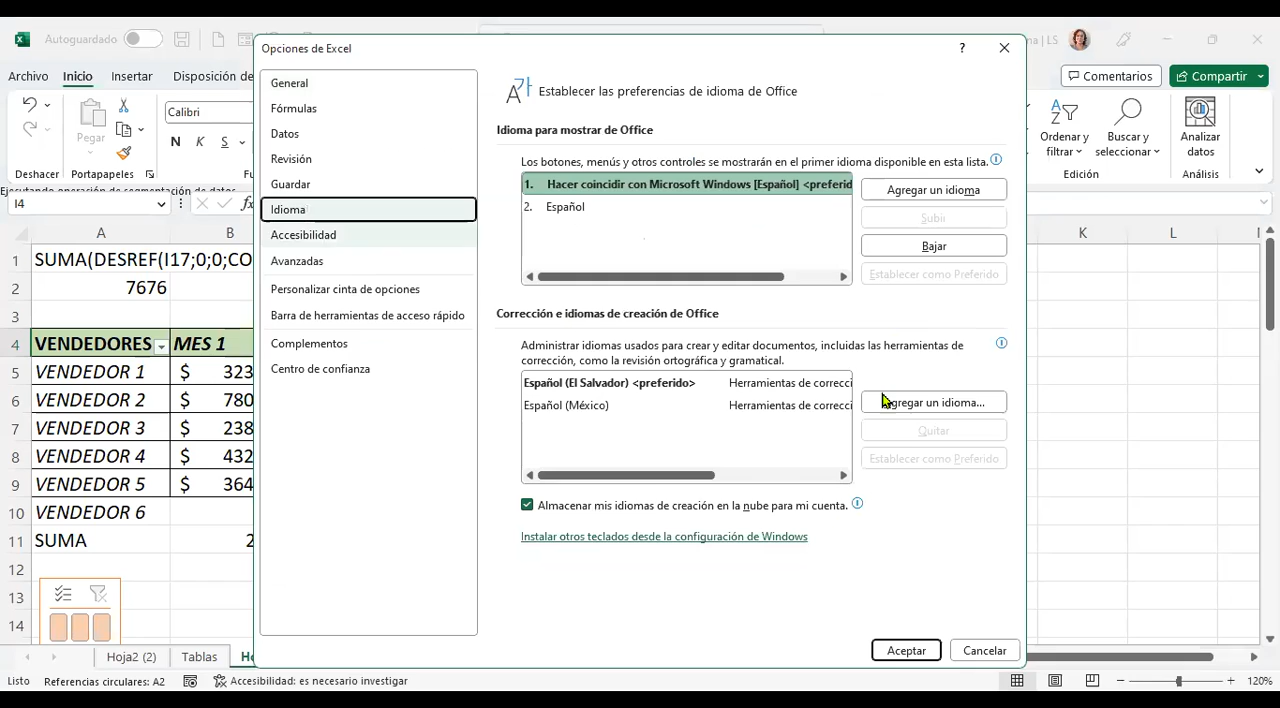 Autoguardado
Opciones de Excel
?
| LS
Archivo
Inicio
Insertar
Disposición de
Comentarios
Compartir
Pegar
Calibri
N K S
Deshacer
Portapapeles
Ordenar y filtrar
Buscar y seleccionar
Analizar datos
Edición
Análisis
Ejecutando operación de segmentación de datos
I4
General
Fórmulas
Datos
Revisión
Guardar
Idioma
Accesibilidad
Avanzadas
Personalizar cinta de opciones
Barra de herramientas de acceso rápido
Complementos
Centro de confianza
Establecer las preferencias de idioma de Office
Idioma para mostrar de Office
Los botones, menús y otros controles se mostrarán en el primer idioma disponible en esta lista.
1. Hacer coincidir con Microsoft Windows [Español] <preferid
2. Español
Agregar un idioma
Subir
Bajar
Establecer como Preferido
Corrección e idiomas de creación de Office
Administrar idiomas usados para crear y editar documentos, incluidas las herramientas de
corrección, como la revisión ortográfica y gramatical.
Español (El Salvador) <preferido> Herramientas de correcci
Español (México) Herramientas de correcci
Agregar un idioma...
Quitar
Establecer como Preferido
Almacenar mis idiomas de creación en la nube para mi cuenta.
Instalar otros teclados desde la configuración de Windows
Aceptar
Cancelar
A B K L
1 SUMA(DESREF(I17;0;0;CO
2 7676
3
4 VENDEDORES MES 1
5 VENDEDOR 1 $ 323
6 VENDEDOR 2 $ 780
7 VENDEDOR 3 $ 238
8 VENDEDOR 4 $ 432
9 VENDEDOR 5 $ 364
10 VENDEDOR 6
11 SUMA 2
12
13
14
Hoja2 (2)
Tablas
Ho
Listo
Referencias circulares: A2
Accesibilidad: es necesario investigar
120%